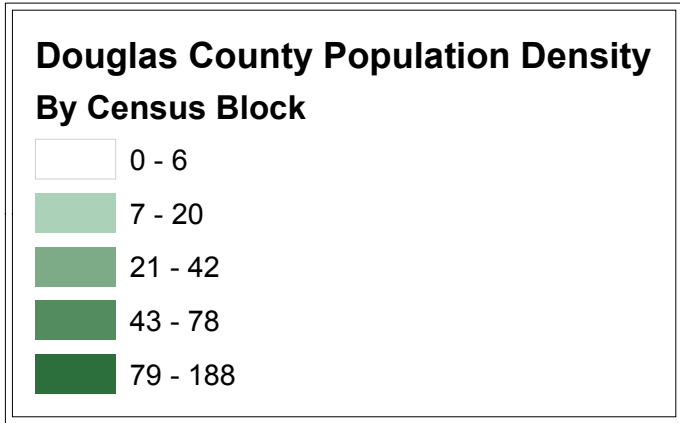 Douglas County Population Density
By Census Block
0 - 6
7 - 20
21 - 42
43 - 78
79 - 188